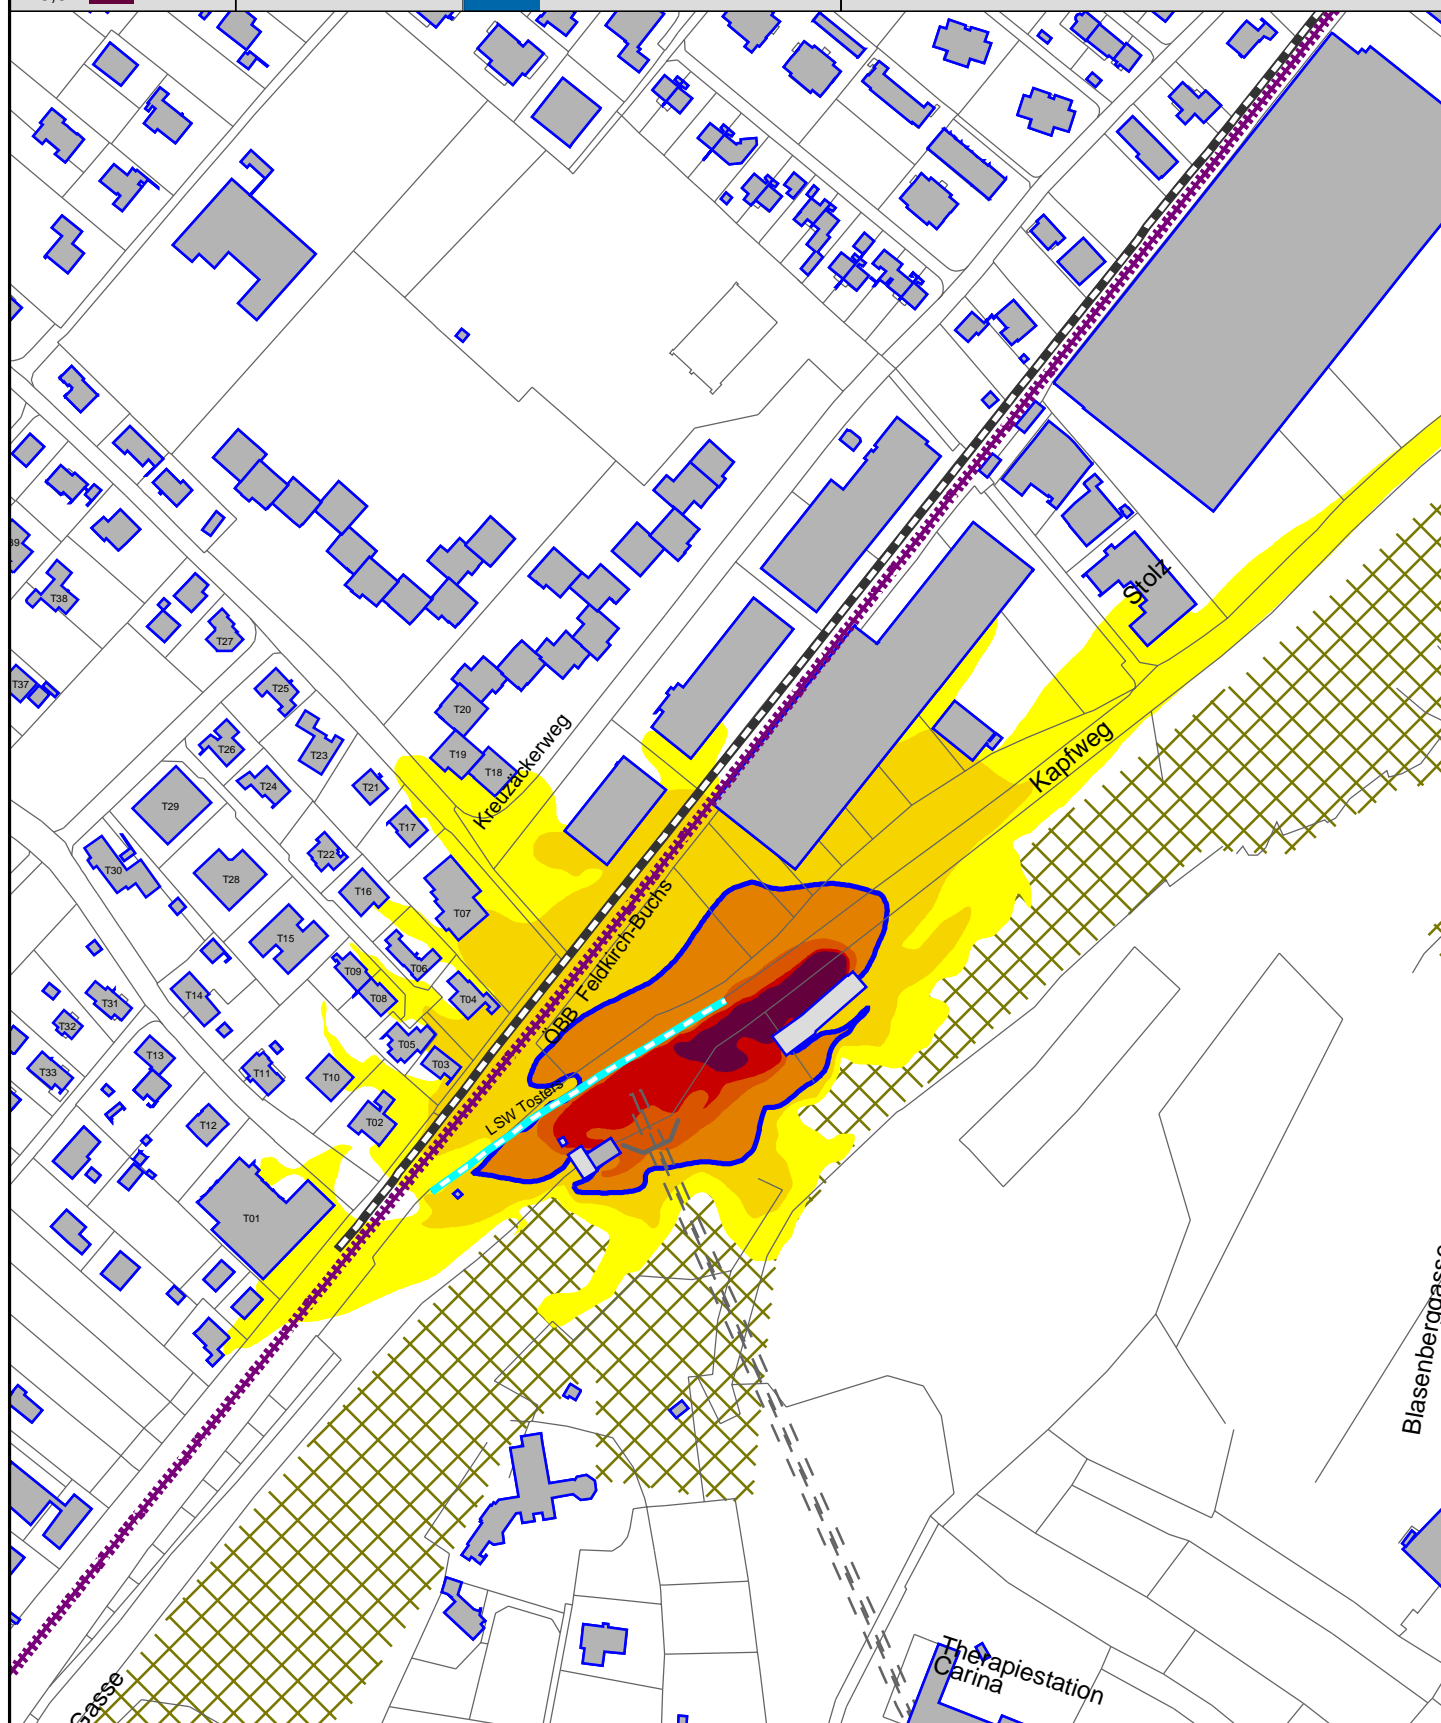 Stolz
T38
T27
T37
T25
T20
T26
T23
T19
T18
Kreuzäckerweg
Kapfweg
T24
T21
T29
T17
T22
T30
T28
T16
T07
T15
ÖBB Feldkirch-Buchs
T09
T06
T08
T04
T14
T31
T32
T05
T03
T13
T33
T11
T10
LSW Tosters
T12
T02
T01
Blasenberggasse
Therapiestation
Carina
Gasse